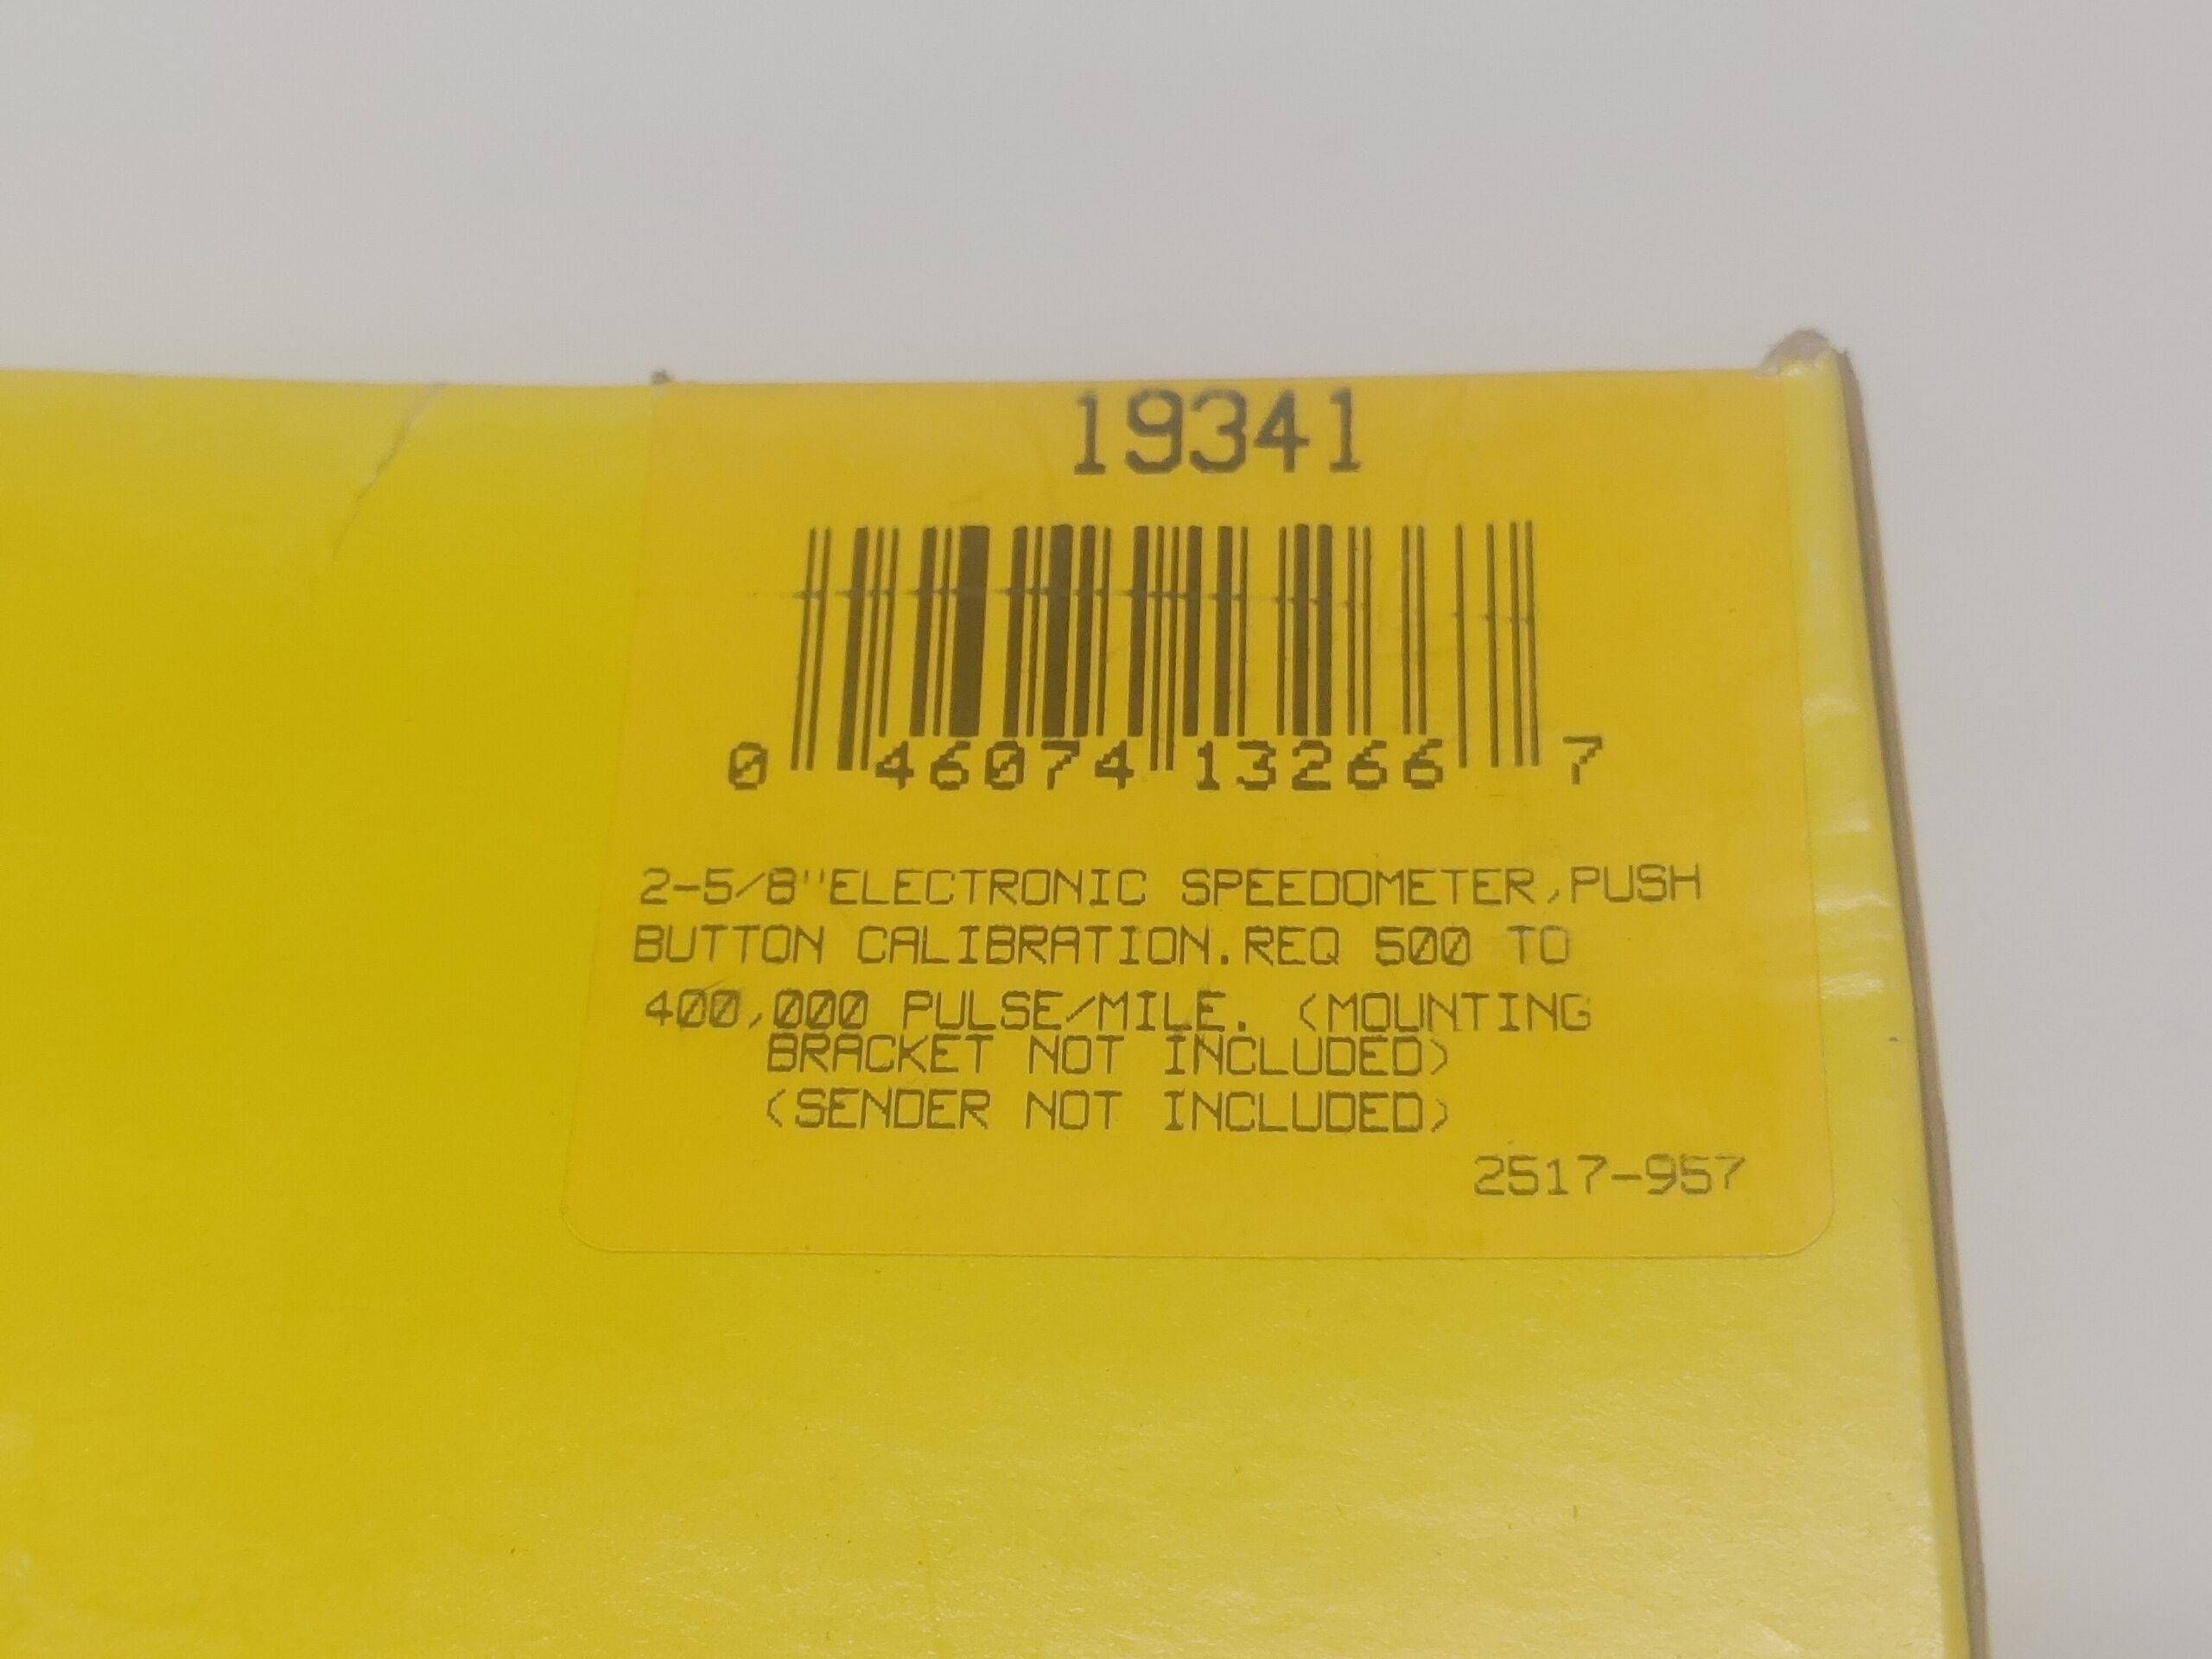 19341
0 46074 13266 7
2-5/8"ELECTRONIC SPEEDOMETER,PUSH
BUTTON CALIBRATION.REQ 500 TO
400,000 PULSE/MILE. (MOUNTING
BRACKET NOT INCLUDED)
(SENDER NOT INCLUDED)
2517-957